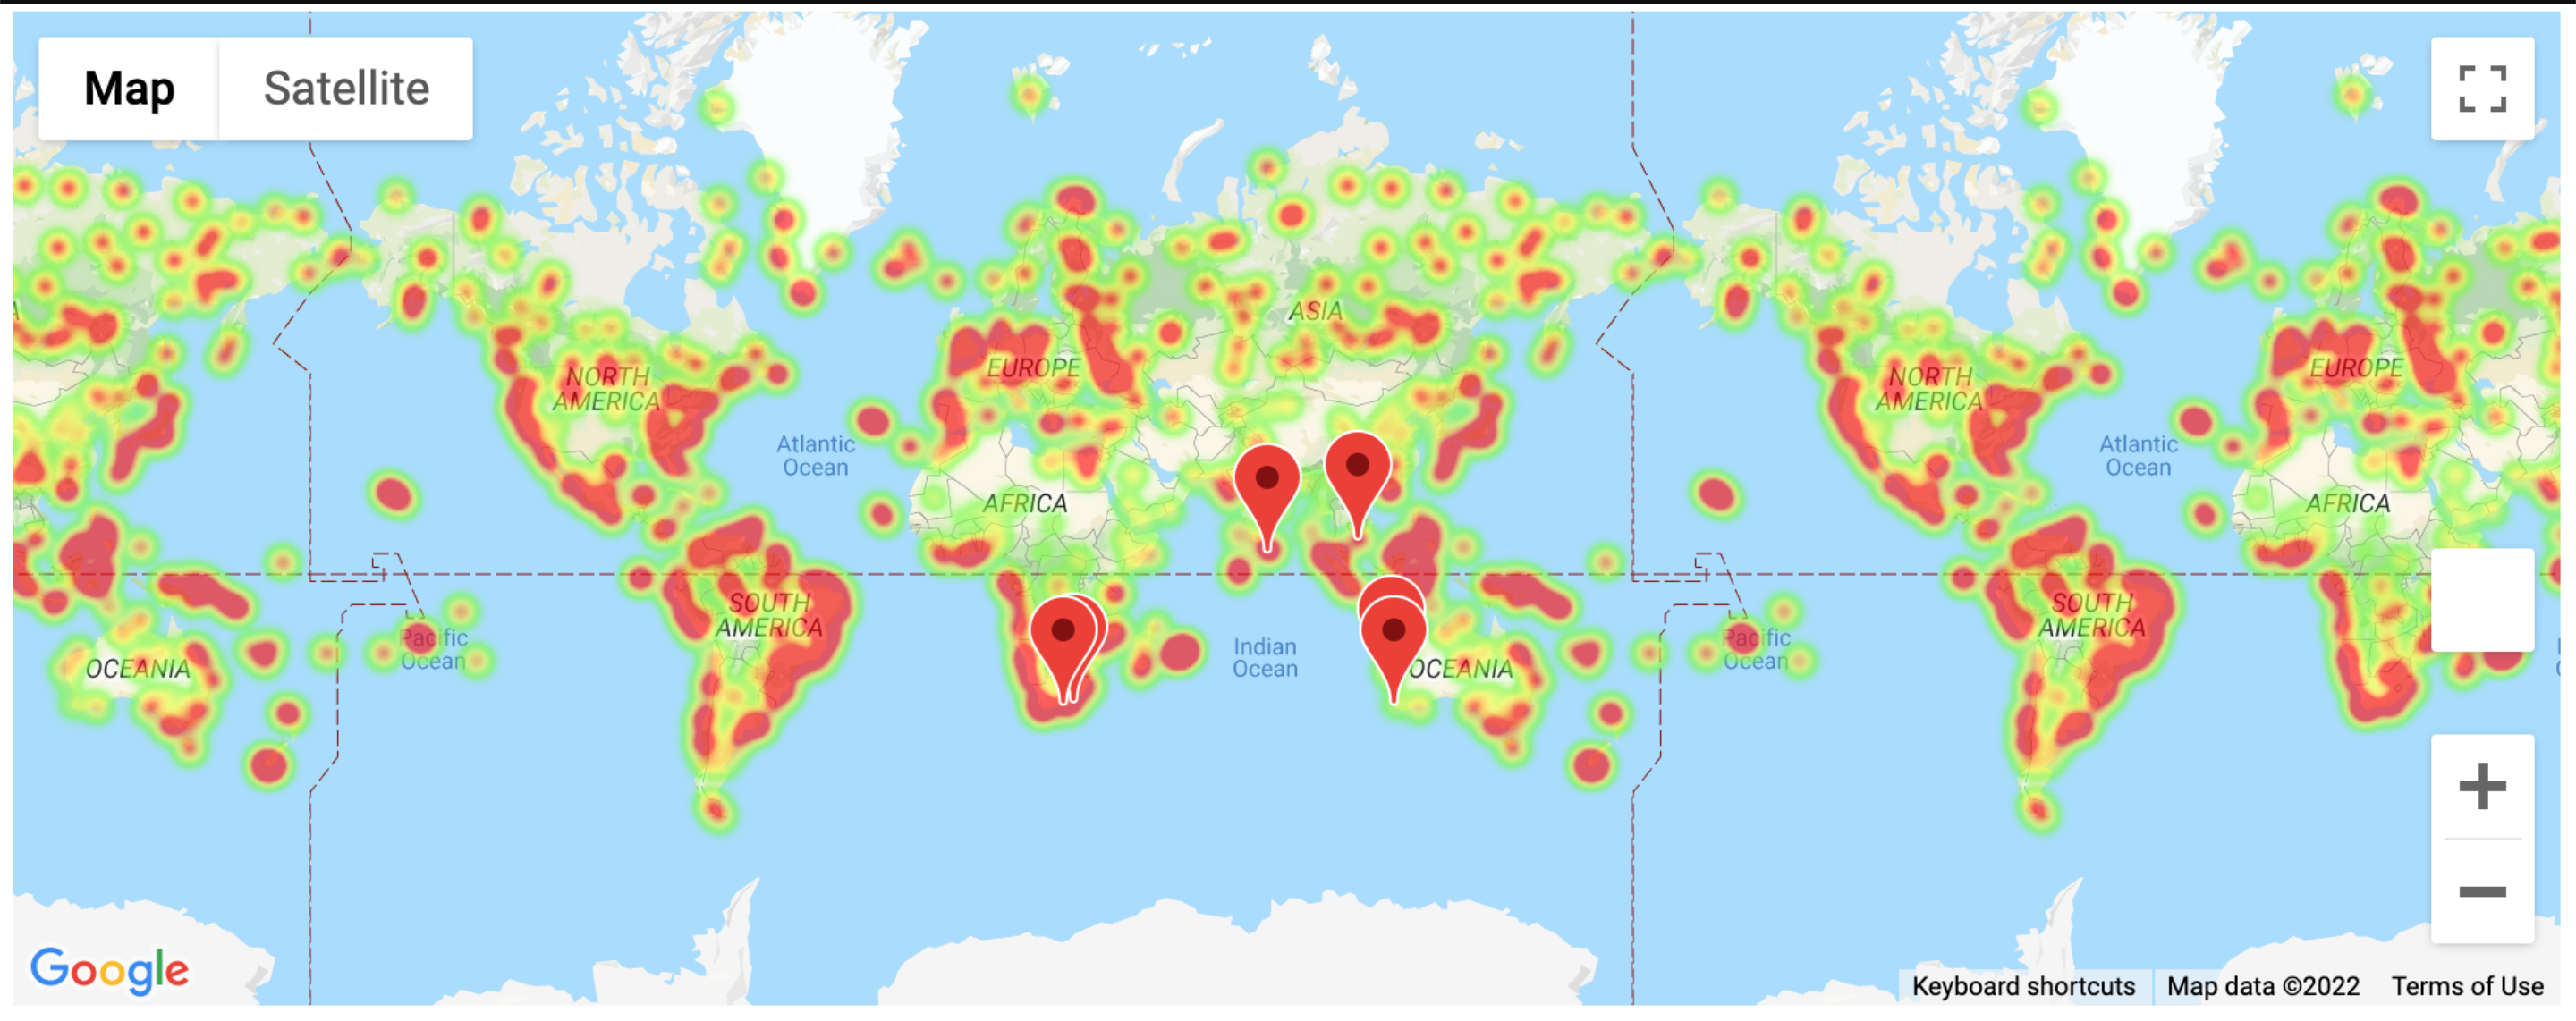 Map
Satellite
A
ASIA
EUROPE
EUROPE
NORTH
AMERICA
NORTH
AMERICA
Atlantic
Ocean
Atlantic
Ocean
AFRICA
AFRICA
SOUTH
AMERICA
SOUTH
AMERICA
Pacific
Ocean
Indian
Ocean
Pacific
Ocean
OCEANIA
OCEANIA
Google
Keyboard shortcuts
Map data ©2022
Terms of Use